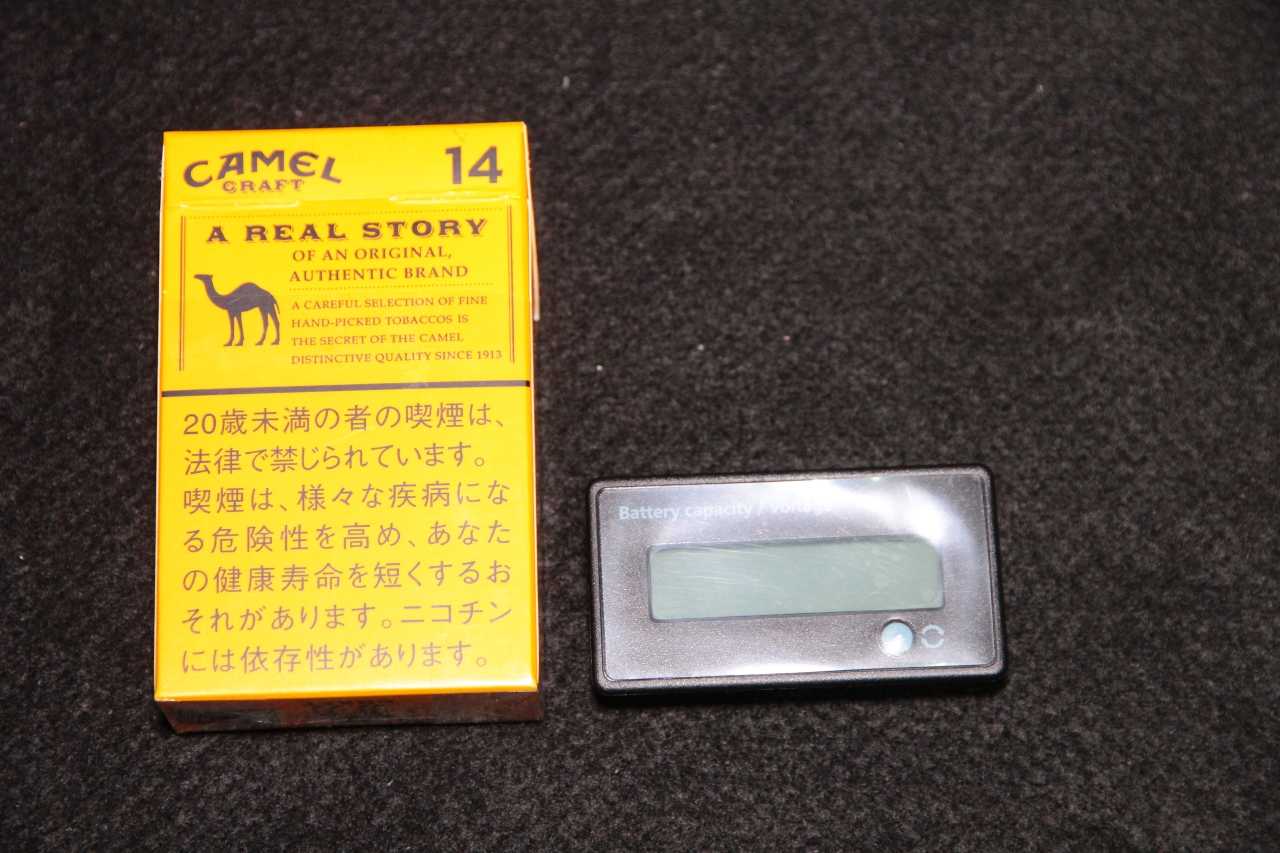 CAMEL 14
CRAFT
A REAL STORY
OF AN ORIGINAL,
AUTHENTIC BRAND
A CAREFUL SELECTION OF FINE
HAND-PICKED TOBACCOS IS
THE SECRET OF THE CAMEL
DISTINCTIVE QUALITY SINCE 1913
20歳未満の者の喫煙は、
法律で禁じられています。
喫煙は、様々な疾病にな
る危険性を高め、あなた
の健康寿命を短くするお
それがあります。ニコチン
には依存性があります。
Battery capacity / Voltage